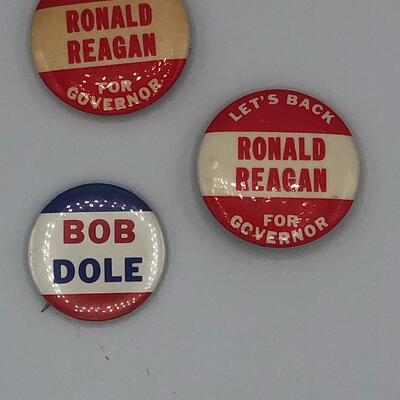 RONALD
REAGAN
FOR
GOVERNOR
LET'S BACK
RONALD
REAGAN
FOR
GOVERNOR
BOB
DOLE